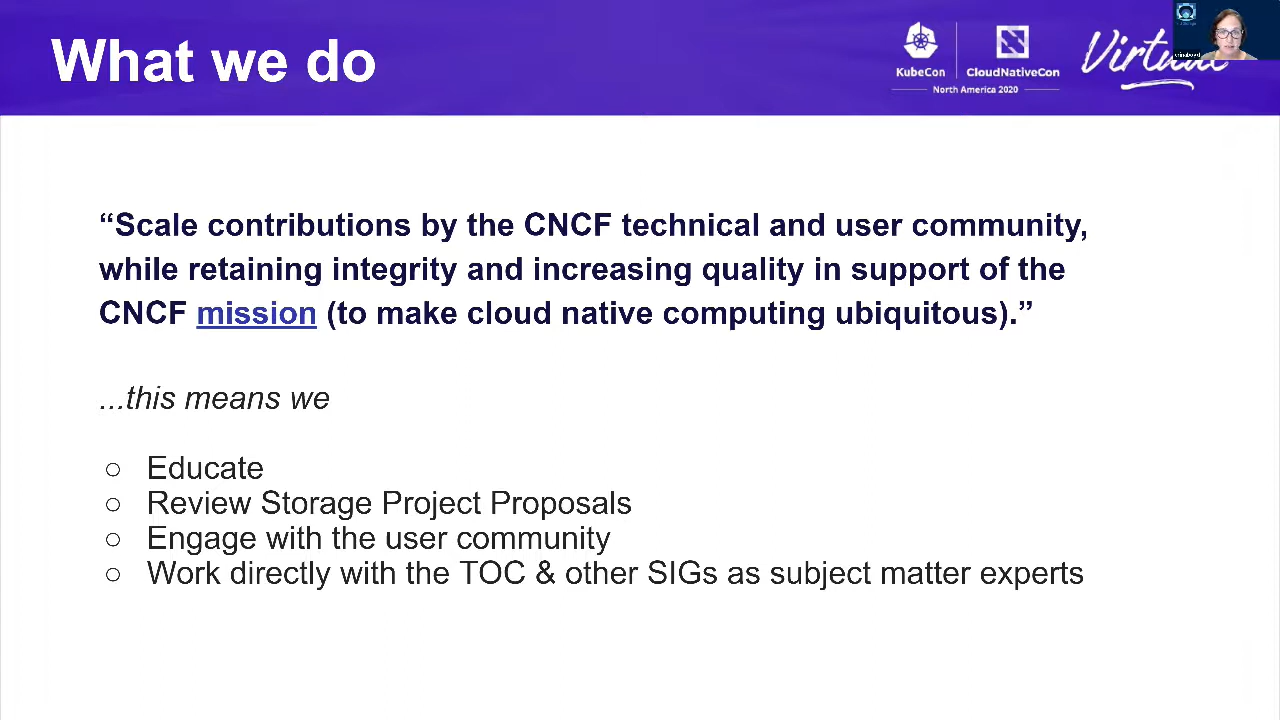 What we do
KubeCon
CloudNativeCon
North America 2020
Virtual
“Scale contributions by the CNCF technical and user community,
while retaining integrity and increasing quality in support of the
CNCF mission (to make cloud native computing ubiquitous).”
...this means we
○ Educate
○ Review Storage Project Proposals
○ Engage with the user community
○ Work directly with the TOC & other SIGs as subject matter experts